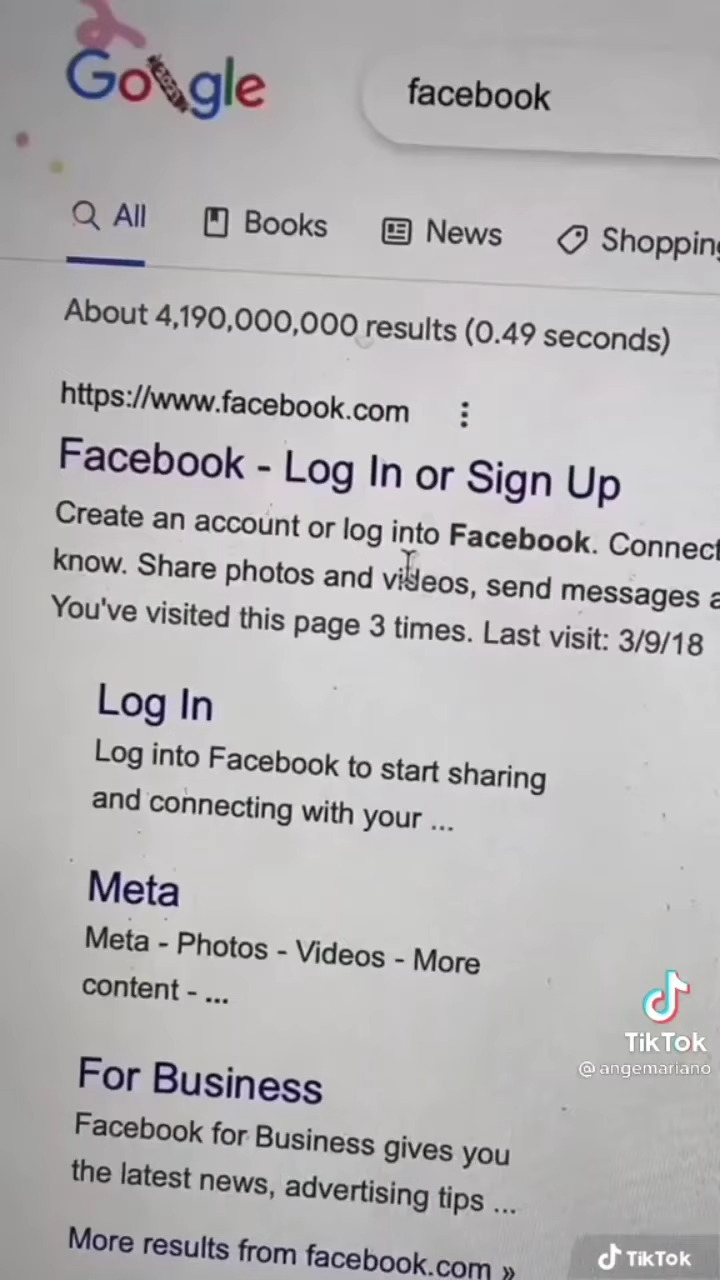 Google
facebook
All Books News Shopping
About 4,190,000,000 results (0.49 seconds)
https://www.facebook.com
Facebook - Log In or Sign Up
Create an account or log into Facebook. Connect
know. Share photos and videos, send messages a
You've visited this page 3 times. Last visit: 3/9/18
Log In
Log into Facebook to start sharing
and connecting with your ...
Meta
Meta - Photos - Videos - More
content - ...
For Business
Facebook for Business gives you
the latest news, advertising tips ...
More results from facebook.com »
TikTok
@angemariano
TikTok